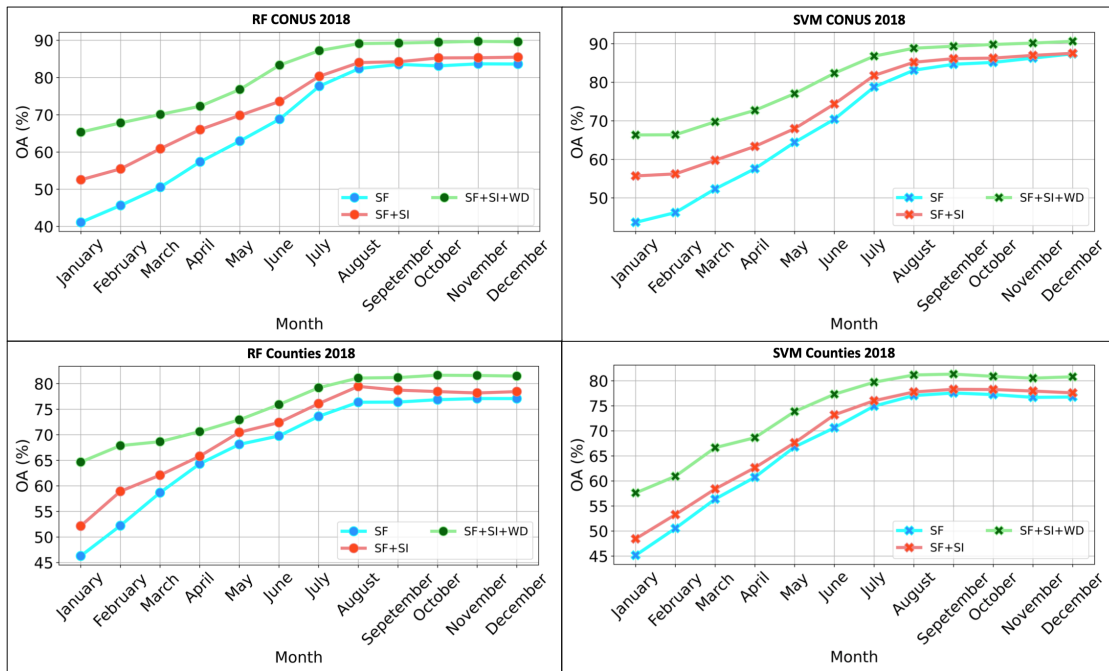 RF CONUS 2018
90
80
70
60
50
40
OA (%)
SF
SF+SI
SF+SI+WD
January
February
March
April
May
June
July
August
Sepetember
October
November
December
Month
SVM CONUS 2018
90
80
70
60
50
OA (%)
SF
SF+SI
SF+SI+WD
January
February
March
April
May
June
July
August
Sepetember
October
November
December
Month
RF Counties 2018
80
75
70
65
60
55
50
45
OA (%)
SF
SF+SI
SF+SI+WD
January
February
March
April
May
June
July
August
Sepetember
October
November
December
Month
SVM Counties 2018
80
75
70
65
60
55
50
45
OA (%)
SF
SF+SI
SF+SI+WD
January
February
March
April
May
June
July
August
Sepetember
October
November
December
Month